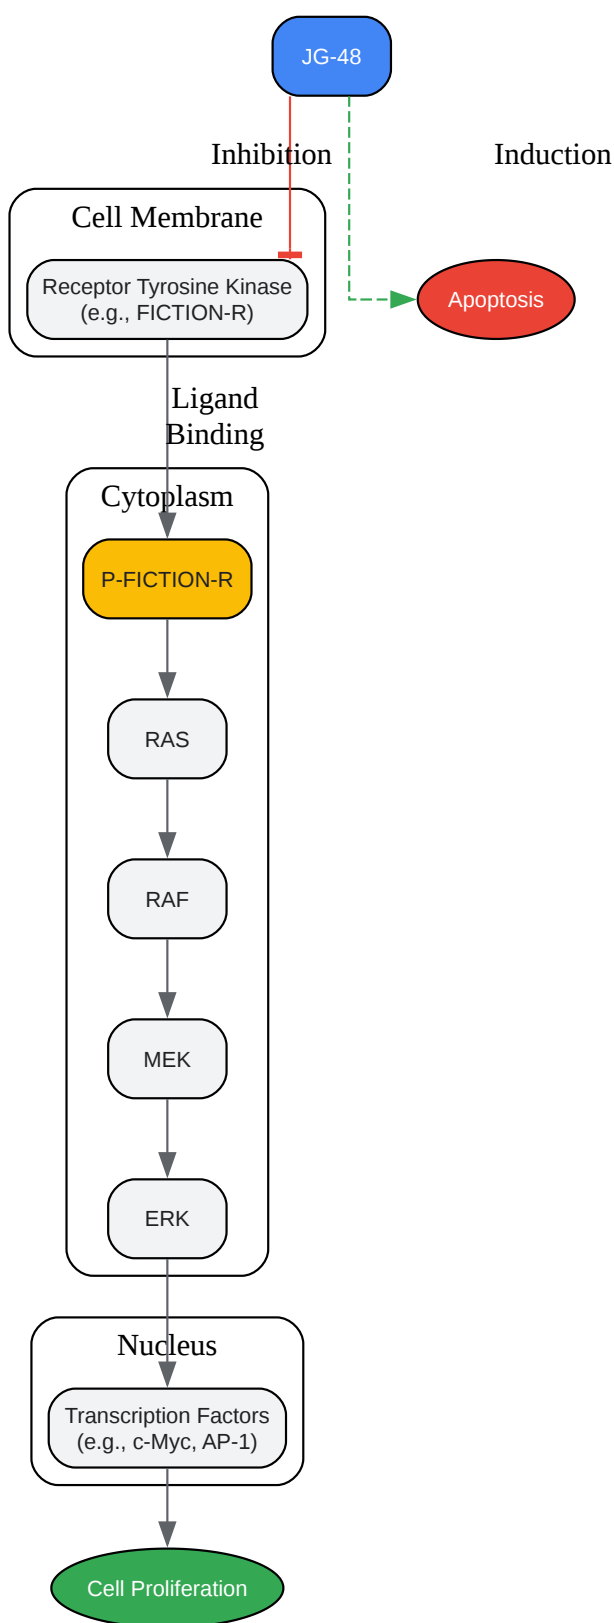 JG-48
Inhibition
Induction
Cell Membrane
Receptor Tyrosine Kinase
(e.g., FICTION-R)
Apoptosis
Ligand
Binding
Cytoplasm
P-FICTION-R
RAS
RAF
MEK
ERK
Nucleus
Transcription Factors
(e.g., c-Myc, AP-1)
Cell Proliferation